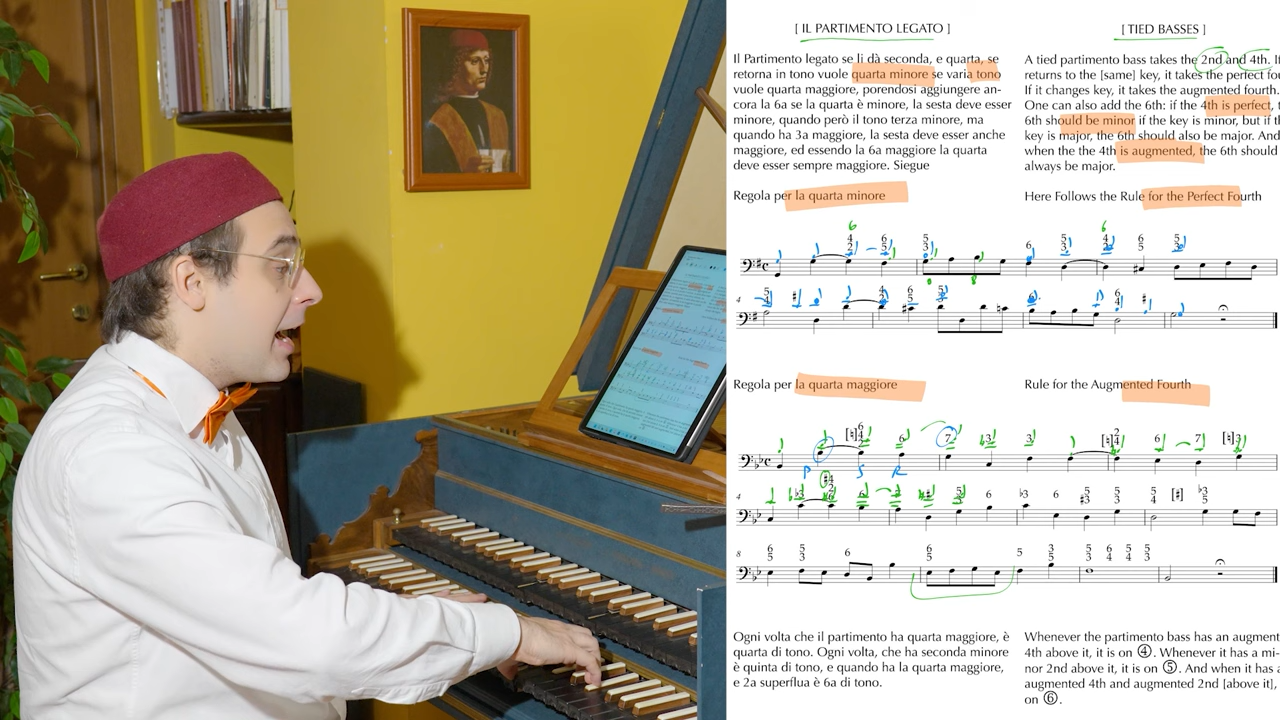 [ IL PARTIMENTO LEGATO ]
Il Partimento legato se li dà seconda, e quarta, se
retorna in tono vuole quarta minore se varia tono
vuole quarta maggiore, porendosi aggiungere an-
cora la 6a se la quarta è minore, la sesta deve esser
minore, quando però il tono terza minore, ma
quando ha 3a maggiore, la sesta deve esser anche
maggiore, ed essendo la 6a maggiore la quarta
deve esser sempre maggiore. Siegue
Regola per la quarta minore
[ TIED BASSES ]
A tied partimento bass takes the 2nd and 4th. If
returns to the [same] key, it takes the perfect fou
If it changes key, it takes the augmented fourth.
One can also add the 6th: if the 4th is perfect, t
6th should be minor if the key is minor, but if th
key is major, the 6th should also be major. And
when the the 4th is augmented, the 6th should
always be major.
Here Follows the Rule for the Perfect Fourth
Regola per la quarta maggiore
Rule for the Augmented Fourth
P S R
Ogni volta che il partimento ha quarta maggiore, è
quarta di tono. Ogni volta, che ha seconda minore
è quinta di tono, e quando ha la quarta maggiore,
e 2a superflua è 6a di tono.
Whenever the partimento bass has an augment
4th above it, it is on ④. Whenever it has a mi-
nor 2nd above it, it is on ⑤. And when it has a
augmented 4th and augmented 2nd [above it],
on ⑥.